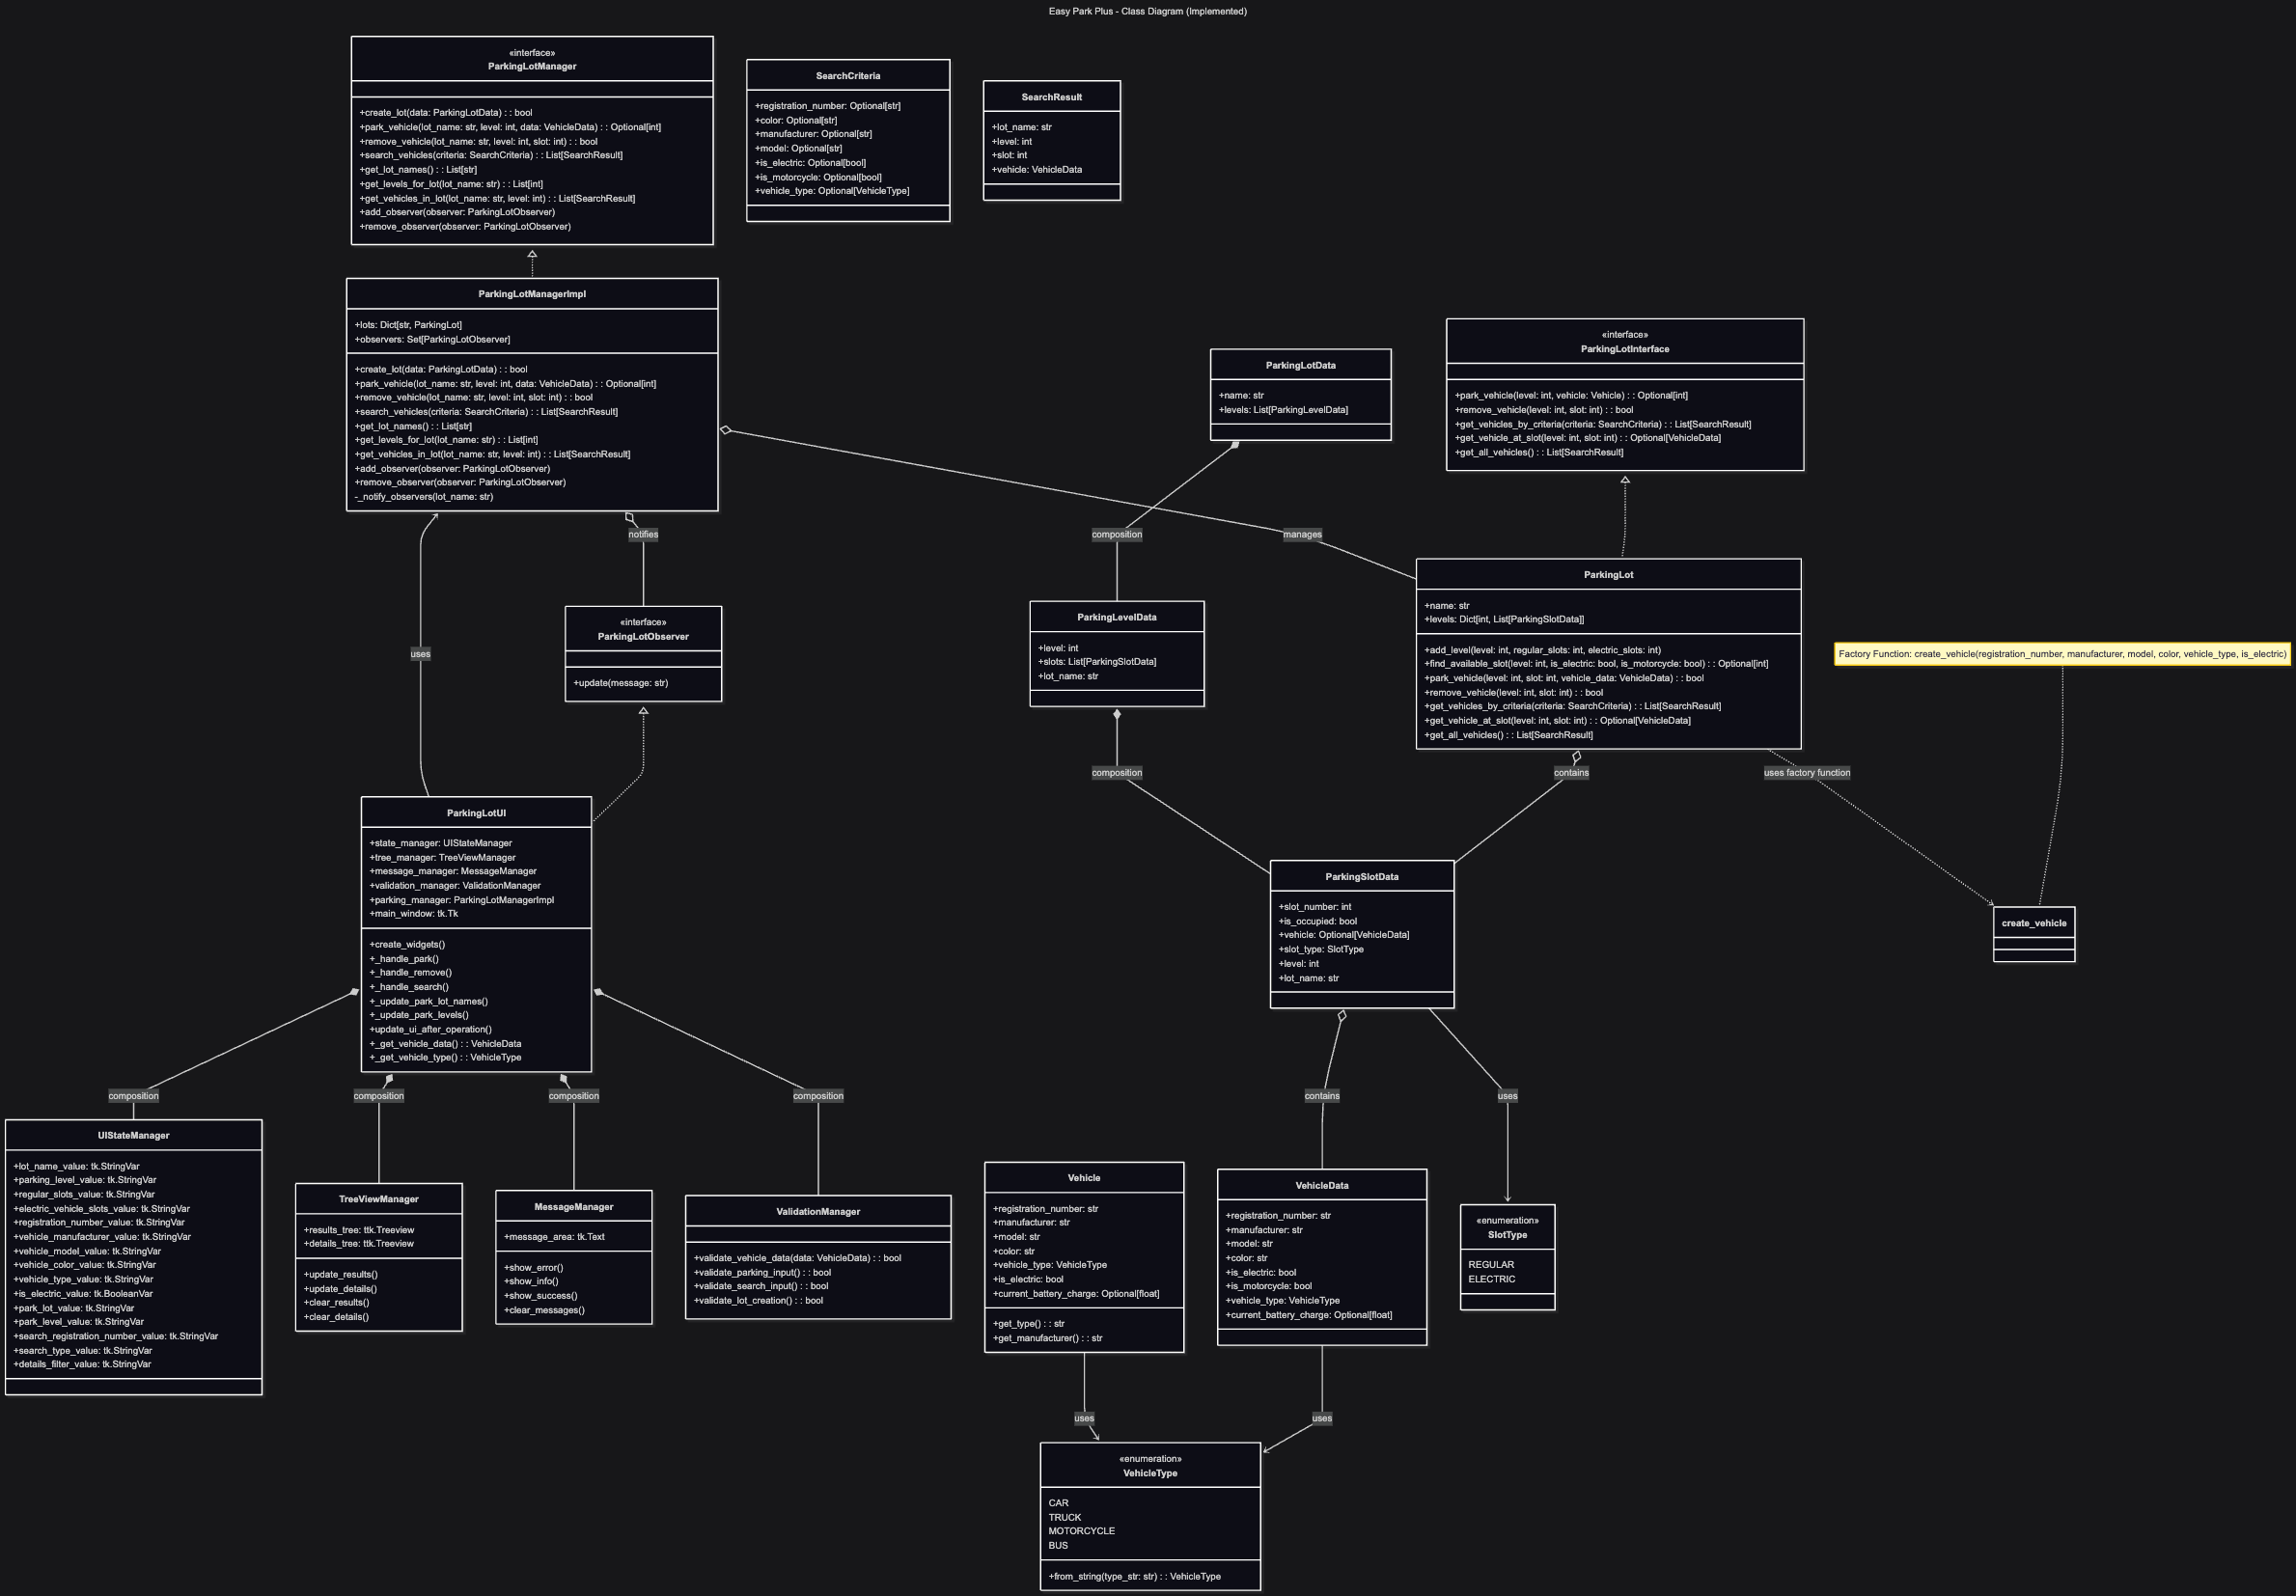 Easy Park Plus - Class Diagram (Implemented)
«interface»
ParkingLotManager
+create_lot(data: ParkingLotData) : : bool
+park_vehicle(lot_name: str, level: int, data: VehicleData) : : Optional[int]
+remove_vehicle(lot_name: str, level: int, slot: int) : : bool
+search_vehicles(criteria: SearchCriteria) : : List[SearchResult]
+get_lot_names() : : List[str]
+get_levels_for_lot(lot_name: str) : : List[int]
+get_vehicles_in_lot(lot_name: str, level: int) : : List[SearchResult]
+add_observer(observer: ParkingLotObserver)
+remove_observer(observer: ParkingLotObserver)
SearchCriteria
+registration_number: Optional[str]
+color: Optional[str]
+manufacturer: Optional[str]
+model: Optional[str]
+is_electric: Optional[bool]
+is_motorcycle: Optional[bool]
+vehicle_type: Optional[VehicleType]
SearchResult
+lot_name: str
+level: int
+slot: int
+vehicle: VehicleData
ParkingLotManagerImpl
+lots: Dict[str, ParkingLot]
+observers: Set[ParkingLotObserver]
+create_lot(data: ParkingLotData) : : bool
+park_vehicle(lot_name: str, level: int, data: VehicleData) : : Optional[int]
+remove_vehicle(lot_name: str, level: int, slot: int) : : bool
+search_vehicles(criteria: SearchCriteria) : : List[SearchResult]
+get_lot_names() : : List[str]
+get_levels_for_lot(lot_name: str) : : List[int]
+get_vehicles_in_lot(lot_name: str, level: int) : : List[SearchResult]
+add_observer(observer: ParkingLotObserver)
+remove_observer(observer: ParkingLotObserver)
-_notify_observers(lot_name: str)
ParkingLotData
+name: str
+levels: List[ParkingLevelData]
«interface»
ParkingLotInterface
+park_vehicle(level: int, vehicle: Vehicle) : : Optional[int]
+remove_vehicle(level: int, slot: int) : : bool
+get_vehicles_by_criteria(criteria: SearchCriteria) : : List[SearchResult]
+get_vehicle_at_slot(level: int, slot: int) : : Optional[VehicleData]
+get_all_vehicles() : : List[SearchResult]
notifies
composition
manages
uses
«interface»
ParkingLotObserver
+update(message: str)
ParkingLevelData
+level: int
+slots: List[ParkingSlotData]
+lot_name: str
ParkingLot
+name: str
+levels: Dict[int, List[ParkingSlotData]]
+add_level(level: int, regular_slots: int, electric_slots: int)
+find_available_slot(level: int, is_electric: bool, is_motorcycle: bool) : : Optional[int]
+park_vehicle(level: int, slot: int, vehicle_data: VehicleData) : : bool
+remove_vehicle(level: int, slot: int) : : bool
+get_vehicles_by_criteria(criteria: SearchCriteria) : : List[SearchResult]
+get_vehicle_at_slot(level: int, slot: int) : : Optional[VehicleData]
+get_all_vehicles() : : List[SearchResult]
Factory Function: create_vehicle(registration_number, manufacturer, model, color, vehicle_type, is_electric)
composition
contains
uses factory function
ParkingLotUI
+state_manager: UIStateManager
+tree_manager: TreeViewManager
+message_manager: MessageManager
+validation_manager: ValidationManager
+parking_manager: ParkingLotManagerImpl
+main_window: tk.Tk
+create_widgets()
+_handle_park()
+_handle_remove()
+_handle_search()
+_update_park_lot_names()
+_update_park_levels()
+update_ui_after_operation()
+_get_vehicle_data() : : VehicleData
+_get_vehicle_type() : : VehicleType
ParkingSlotData
+slot_number: int
+is_occupied: bool
+vehicle: Optional[VehicleData]
+slot_type: SlotType
+level: int
+lot_name: str
create_vehicle
composition
composition
composition
composition
contains
uses
UIStateManager
+lot_name_value: tk.StringVar
+parking_level_value: tk.StringVar
+regular_slots_value: tk.StringVar
+electric_vehicle_slots_value: tk.StringVar
+registration_number_value: tk.StringVar
+vehicle_manufacturer_value: tk.StringVar
+vehicle_model_value: tk.StringVar
+vehicle_color_value: tk.StringVar
+vehicle_type_value: tk.StringVar
+is_electric_value: tk.BooleanVar
+park_lot_value: tk.StringVar
+park_level_value: tk.StringVar
+search_registration_number_value: tk.StringVar
+search_type_value: tk.StringVar
+details_filter_value: tk.StringVar
TreeViewManager
+results_tree: ttk.Treeview
+details_tree: ttk.Treeview
+update_results()
+update_details()
+clear_results()
+clear_details()
MessageManager
+message_area: tk.Text
+show_error()
+show_info()
+show_success()
+clear_messages()
ValidationManager
+validate_vehicle_data(data: VehicleData) : : bool
+validate_parking_input() : : bool
+validate_search_input() : : bool
+validate_lot_creation() : : bool
Vehicle
+registration_number: str
+manufacturer: str
+model: str
+color: str
+vehicle_type: VehicleType
+is_electric: bool
+current_battery_charge: Optional[float]
+get_type() : : str
+get_manufacturer() : : str
VehicleData
+registration_number: str
+manufacturer: str
+model: str
+color: str
+is_electric: bool
+is_motorcycle: bool
+vehicle_type: VehicleType
+current_battery_charge: Optional[float]
«enumeration»
SlotType
REGULAR
ELECTRIC
uses
uses
«enumeration»
VehicleType
CAR
TRUCK
MOTORCYCLE
BUS
+from_string(type_str: str) : : VehicleType